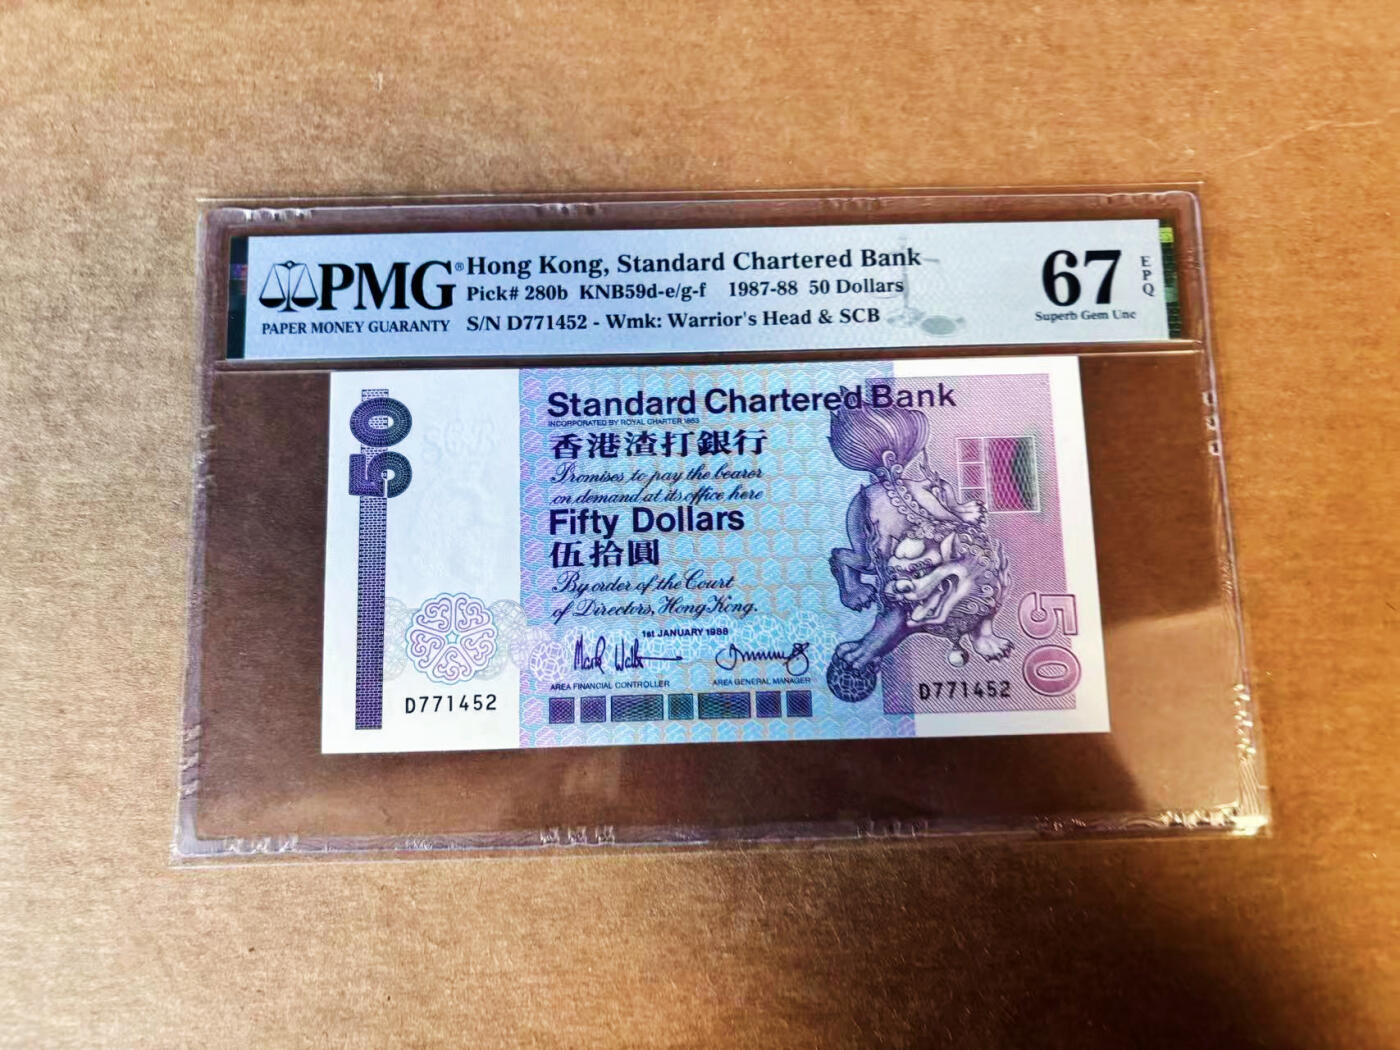 PMG®
PAPER MONEY GUARANTY
Hong Kong, Standard Chartered Bank
Pick# 280b KNB59d-e/g-f 1987-88 50 Dollars
S/N D771452 - Wmk: Warrior's Head & SCB
67
EPQ
Superb Gem Unc
50
Standard Chartered Bank
INCORPORATED BY ROYAL CHARTER 1853
香港渣打銀行
Promises to pay the bearer
on demand at its office here
Fifty Dollars
伍拾圓
By order of the Court
of Directors, Hong Kong.
1st JANUARY 1988
AREA FINANCIAL CONTROLLER
AREA GENERAL MANAGER
D771452
D771452
50